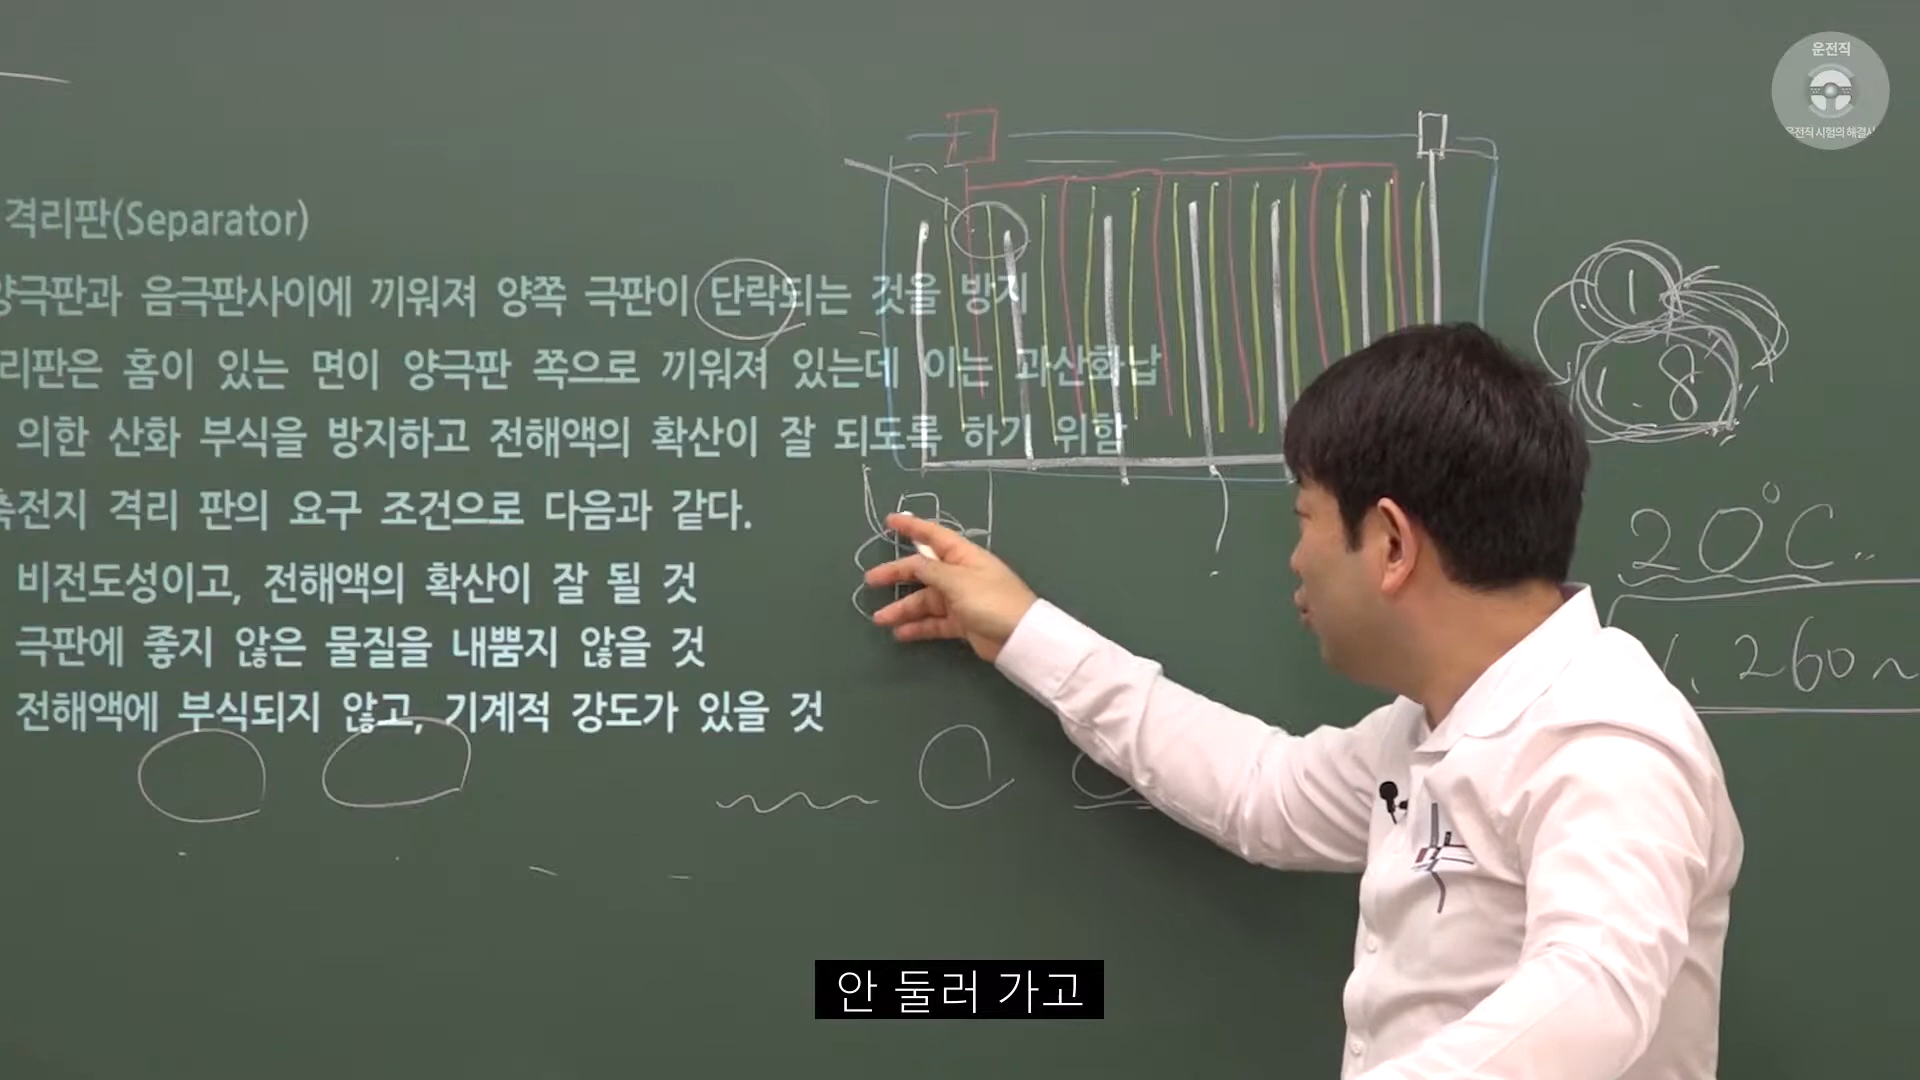 격리판(Separator)
양극판과 음극판사이에 끼워져 양쪽 극판이 단락되는 것을 방지
리판은 홈이 있는 면이 양극판 쪽으로 끼워져 있는데 이는 과산화납
의한 산화 부식을 방지하고 전해액의 확산이 잘 되도록 하기 위함
축전지 격리 판의 요구 조건으로 다음과 같다.
비전도성이고, 전해액의 확산이 잘 될 것
극판에 좋지 않은 물질을 내뿜지 않을 것
전해액에 부식되지 않고, 기계적 강도가 있을 것
1
1.8
20°C
1.260~
운전직
운전직 시험의 해결사
안 둘러 가고